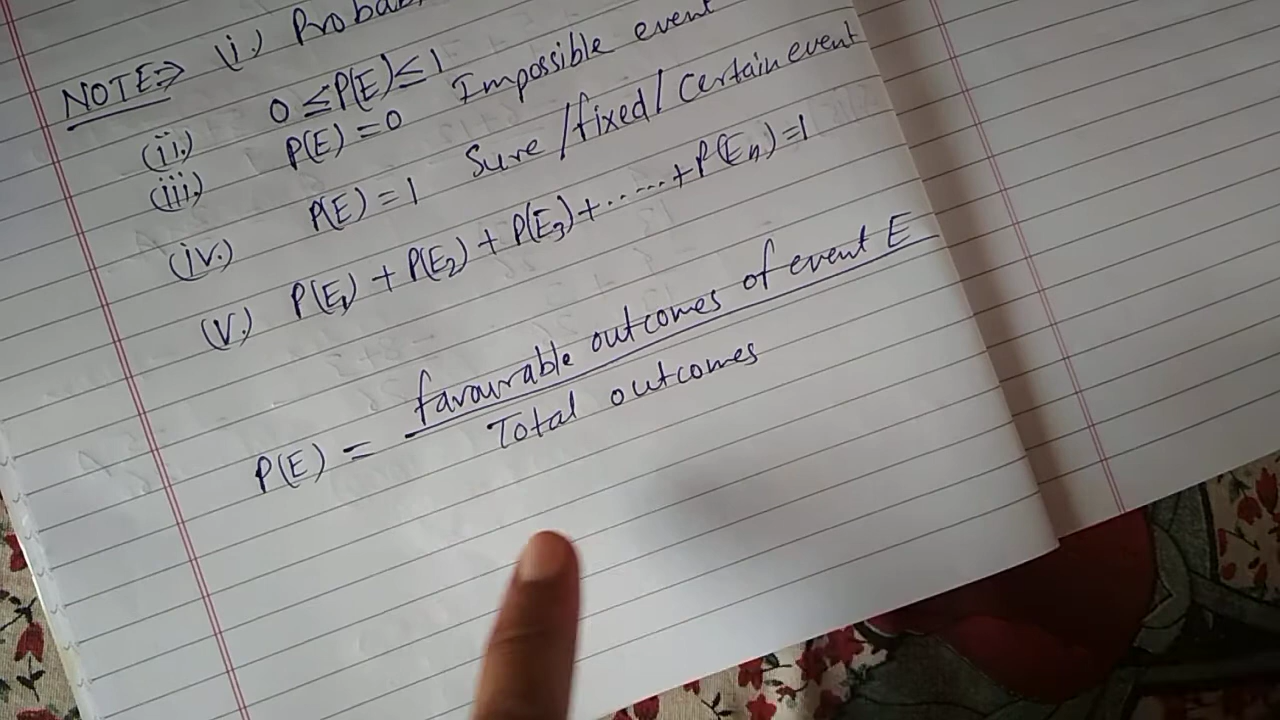 NOTE⇒ (i.) Probab
(ii.) 0 ≤ P(E) ≤ 1
(iii.) P(E) = 0 Impossible event
(iv.) P(E) = 1 Sure/fixed/certain event
(v.) P(E₁) + P(E₂) + P(E₃) + ...... + P(Eₙ) = 1
P(E) = favourable outcomes of event E
Total outcomes